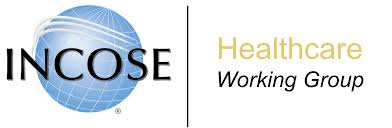 INCOSE
®
Healthcare
Working Group